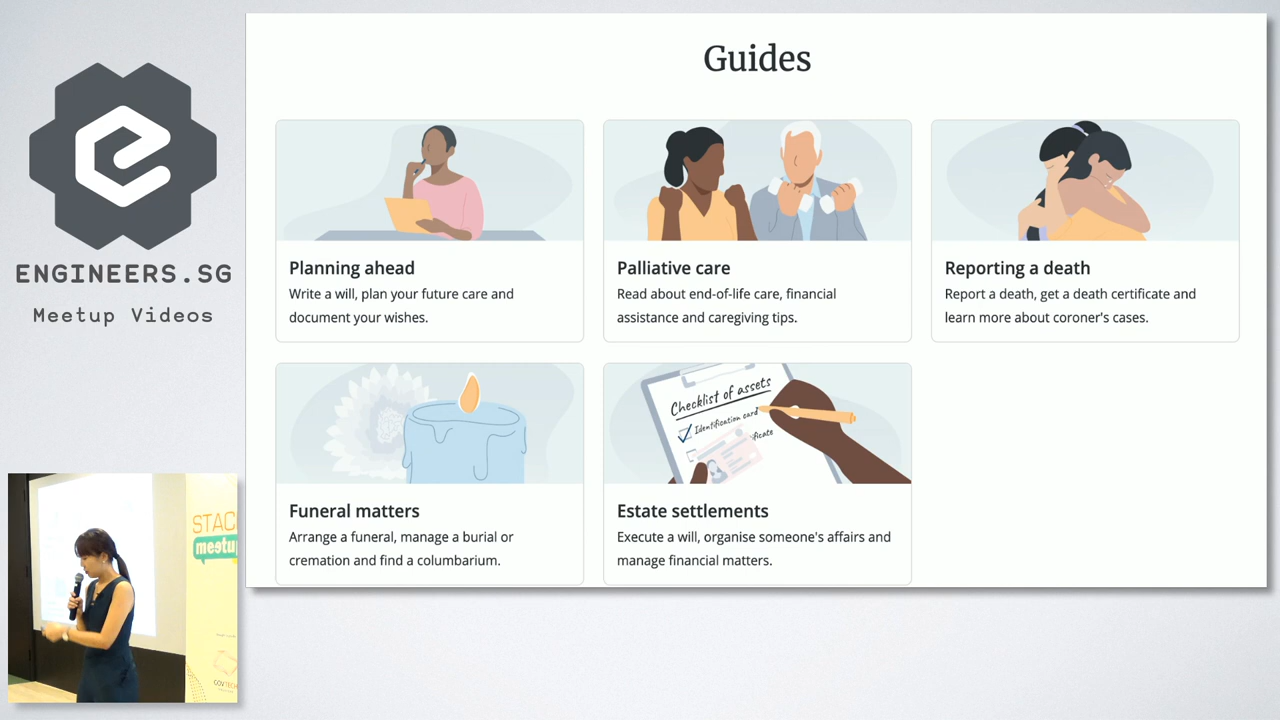 ENGINEERS.SG
Meetup Videos
Guides
Planning ahead
Write a will, plan your future care and
document your wishes.
Palliative care
Read about end-of-life care, financial
assistance and caregiving tips.
Reporting a death
Report a death, get a death certificate and
learn more about coroner's cases.
Checklist of assets
Identification card
ficate
Funeral matters
Arrange a funeral, manage a burial or
cremation and find a columbarium.
Estate settlements
Execute a will, organise someone's affairs and
manage financial matters.
STAC
meetu